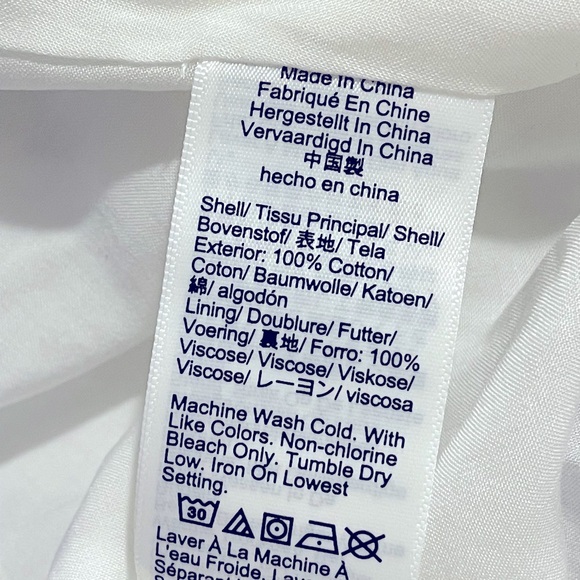 Made In China
Fabriqué En Chine
Hergestellt In China
Vervaardigd In China
中国製
hecho en china
Shell/ Tissu Principal/ Shell/
Bovenstof/ 表地/ Tela
Exterior: 100% Cotton/
Coton/ Baumwolle/ Katoen/
綿/ algodón
Lining/ Doublure/ Futter/
Voering/ 裏地/ Forro: 100%
Viscose/ Viscose/ Viskose/
Viscose/ レーヨン/ viscosa
Machine Wash Cold. With
Like Colors. Non-chlorine
Bleach Only. Tumble Dry
Low. Iron On Lowest
Setting.
30
Laver À La Machine À
L'eau Froide.
Séparant